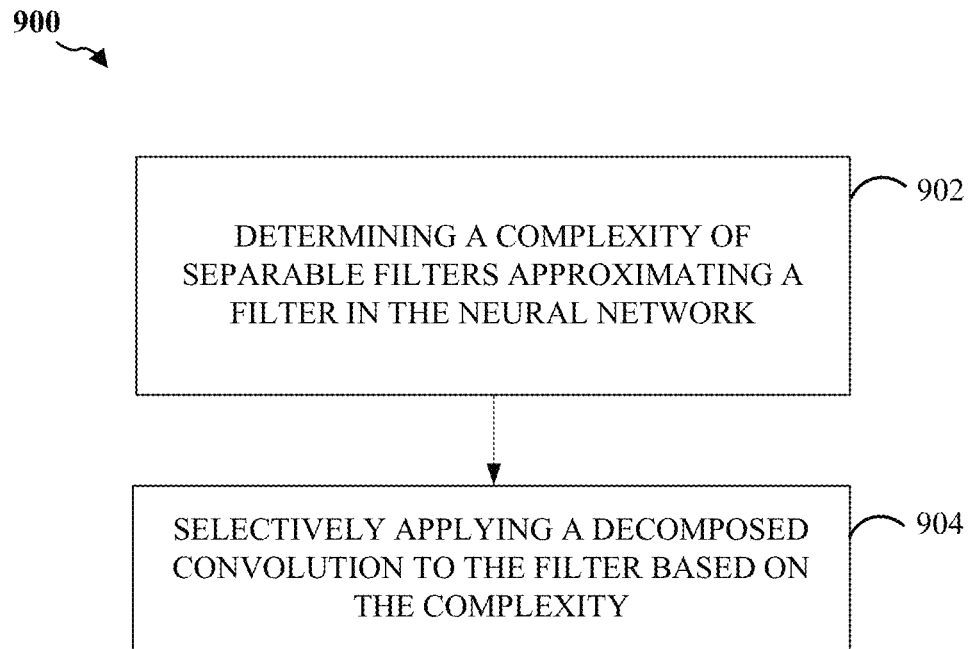 900
DETERMINING A COMPLEXITY OF
SEPARABLE FILTERS APPROXIMATING A
FILTER IN THE NEURAL NETWORK
902
SELECTIVELY APPLYING A DECOMPOSED
CONVOLUTION TO THE FILTER BASED ON
THE COMPLEXITY
904